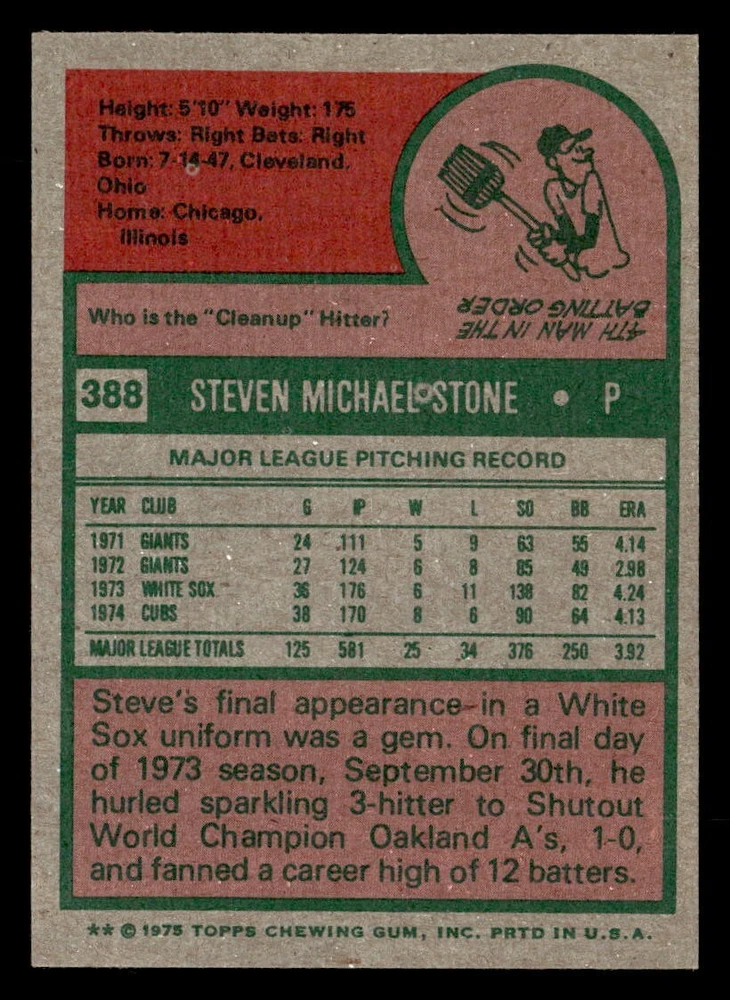 Height: 5'10" Weight: 175
Throws: Right Bats: Right
Born: 7-14-47, Cleveland,
Ohio
Home: Chicago,
Illinois
Who is the "Cleanup" Hitter?
4TH MAN IN THE
BATTING ORDER
388 STEVEN MICHAEL STONE • P
MAJOR LEAGUE PITCHING RECORD
YEAR CLUB G IP W L SO BB ERA
1971 GIANTS 24 111 5 9 63 55 4.14
1972 GIANTS 27 124 6 8 85 49 2.98
1973 WHITE SOX 36 176 6 11 138 82 4.24
1974 CUBS 38 170 8 6 90 64 4.13
MAJOR LEAGUE TOTALS 125 581 25 34 376 250 3.92
Steve's final appearance in a White
Sox uniform was a gem. On final day
of 1973 season, September 30th, he
hurled sparkling 3-hitter to Shutout
World Champion Oakland A's, 1-0,
and fanned a career high of 12 batters.
** © 1975 TOPPS CHEWING GUM, INC. PRTD IN U.S.A.